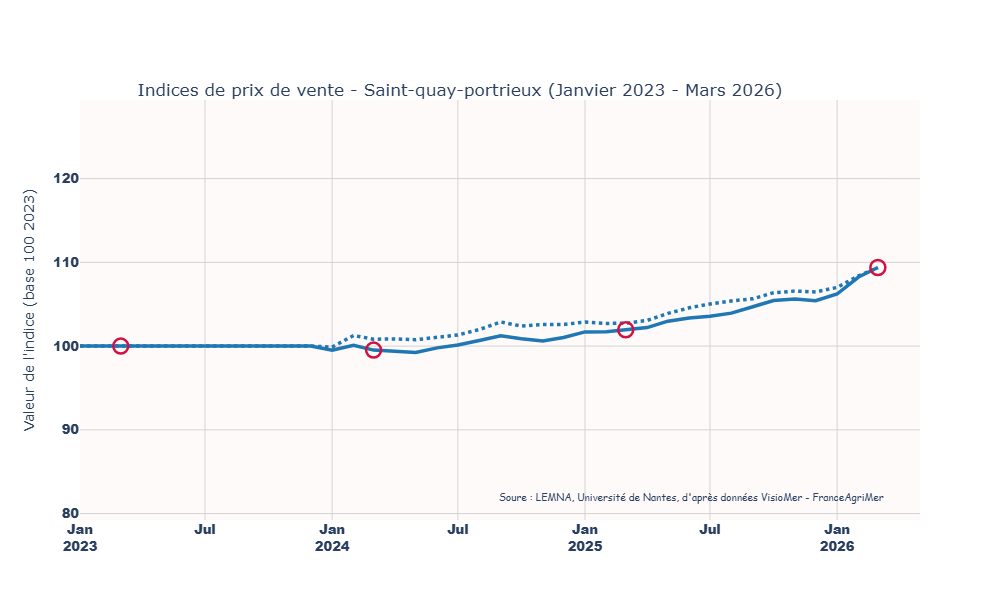 Indices de prix de vente - Saint-quay-portrieux (Janvier 2023 - Mars 2026)
Valeur de l'indice (base 100 2023)
120
110
100
90
80
Soure : LEMNA, Université de Nantes, d'après données VisioMer - FranceAgriMer
Jan Jul Jan Jul Jan Jul Jan
2023 2024 2025 2026